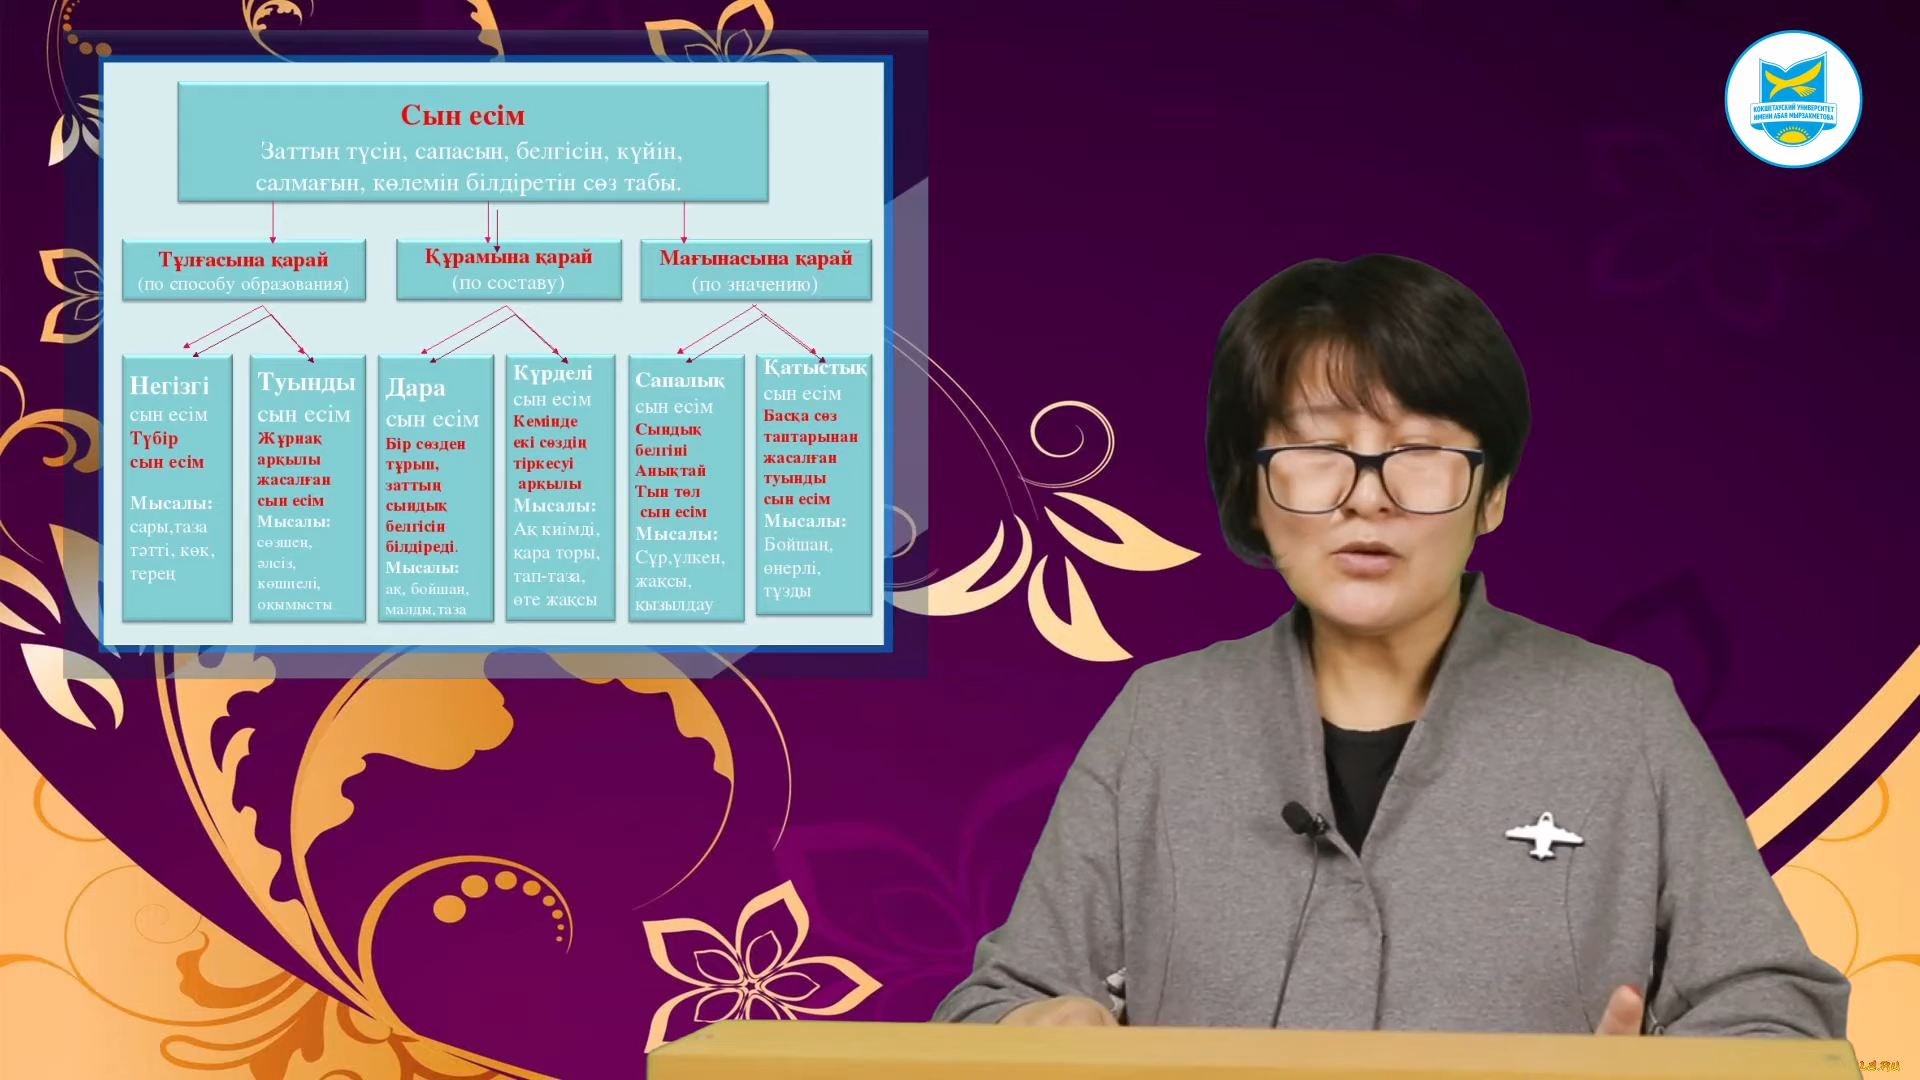 Сын есім
Заттың түсін, сапасын, белгісін, күйін,
салмағын, көлемін білдіретін сөз табы.
Тұлғасына қарай
(по способу образования)
Құрамына қарай
(по составу)
Мағынасына қарай
(по значению)
Негізгі
сын есім
Түбір
сын есім
Мысалы:
сары,таза
тәтті, көк,
терең
Туынды
сын есім
Жұрнақ
арқылы
жасалған
сын есім
Мысалы:
сөзшең,
әлсіз,
көшпелі,
оқымысты
Дара
сын есім
Бір сөзден
тұрып,
заттың
сындық
белгісін
білдіреді.
Мысалы:
ақ, бойшаң,
малды,таза
Күрделі
сын есім
Кемінде
екі сөздің
тіркесуі
арқылы
Мысалы:
Ақ киімді,
қара торы,
тап-таза,
өте жақсы
Сапалық
сын есім
Сындық
белгіні
Анықтай
Тын төл
сын есім
Мысалы:
Сұр,үлкен,
жақсы,
қызылдау
Қатыстық
сын есім
Басқа сөз
таптарынан
жасалған
туынды
сын есім
Мысалы:
Бойшаң,
өнерлі,
тұзды
КОКШЕТАУСКИЙ УНИВЕРСИТЕТ
ИМЕНИ АБАЯ МЫРЗАХМЕТОВА